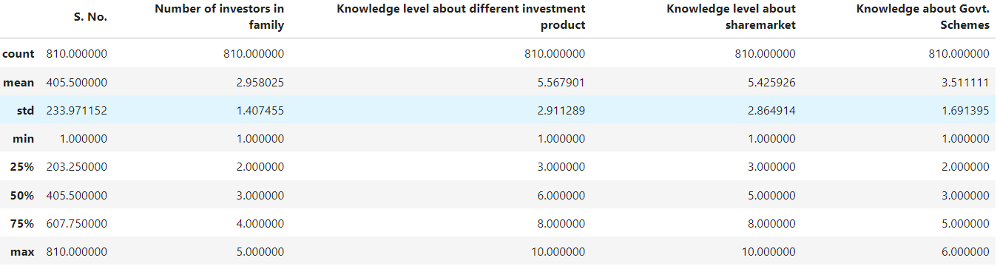 S. No. Number of investors in family Knowledge level about different investment product Knowledge level about sharemarket Knowledge about Govt. Schemes
count 810.000000 810.000000 810.000000 810.000000 810.000000
mean 405.500000 2.958025 5.567901 5.425926 3.511111
std 233.971152 1.407455 2.911289 2.864914 1.691395
min 1.000000 1.000000 1.000000 1.000000 1.000000
25% 203.250000 2.000000 3.000000 3.000000 2.000000
50% 405.500000 3.000000 6.000000 5.000000 3.000000
75% 607.750000 4.000000 8.000000 8.000000 5.000000
max 810.000000 5.000000 10.000000 10.000000 6.000000